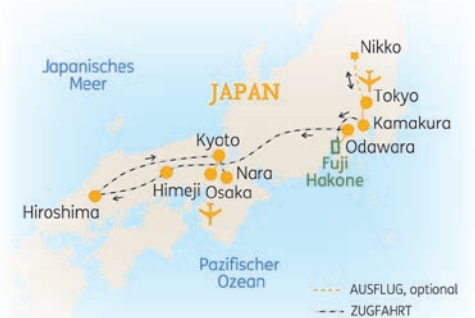 Nikko
Japanisches
Meer
JAPAN
Tokyo
Kamakura
Odawara
Fuji
Hakone
Kyoto
Nara
Himeji
Osaka
Hiroshima
Pazifischer
Ozean
AUSFLUG, optional
ZUGFAHRT